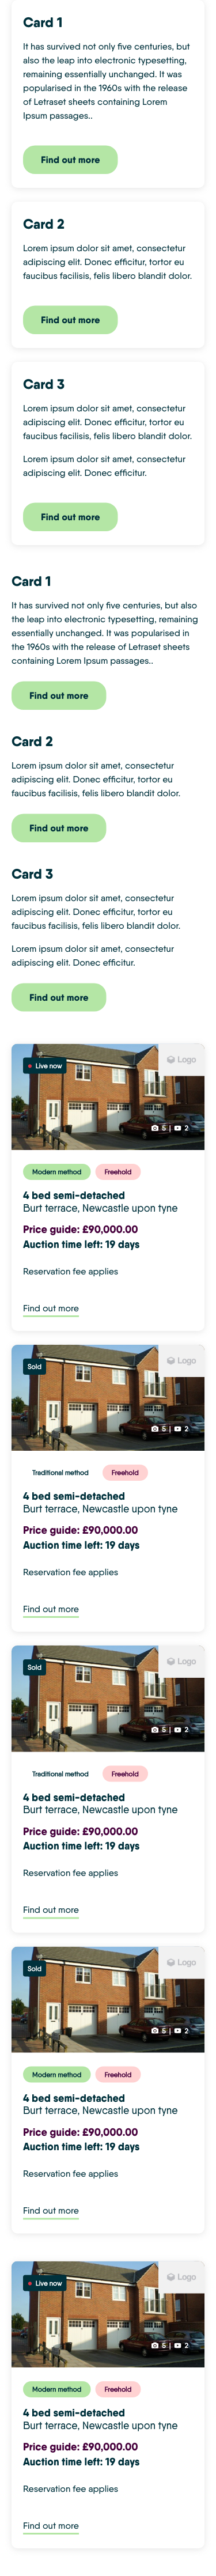 Card 1
It has survived not only five centuries, but
also the leap into electronic typesetting,
remaining essentially unchanged. It was
popularised in the 1960s with the release
of Letraset sheets containing Lorem
Ipsum passages..
Find out more
Card 2
Lorem ipsum dolor sit amet, consectetur
adipiscing elit. Donec efficitur, tortor eu
faucibus facilisis, felis libero blandit dolor.
Find out more
Card 3
Lorem ipsum dolor sit amet, consectetur
adipiscing elit. Donec efficitur, tortor eu
faucibus facilisis, felis libero blandit dolor.
Lorem ipsum dolor sit amet, consectetur
adipiscing elit. Donec efficitur.
Find out more
Card 1
It has survived not only five centuries, but also
the leap into electronic typesetting, remaining
essentially unchanged. It was popularised in
the 1960s with the release of Letraset sheets
containing Lorem Ipsum passages..
Find out more
Card 2
Lorem ipsum dolor sit amet, consectetur
adipiscing elit. Donec efficitur, tortor eu
faucibus facilisis, felis libero blandit dolor.
Find out more
Card 3
Lorem ipsum dolor sit amet, consectetur
adipiscing elit. Donec efficitur, tortor eu
faucibus facilisis, felis libero blandit dolor.
Lorem ipsum dolor sit amet, consectetur
adipiscing elit. Donec efficitur.
Find out more
Logo
Live now
5 | 2
Modern method Freehold
4 bed semi-detached
Burt terrace, Newcastle upon tyne
Price guide: £90,000.00
Auction time left: 19 days
Reservation fee applies
Find out more
Logo
Sold
5 | 2
Traditional method Freehold
4 bed semi-detached
Burt terrace, Newcastle upon tyne
Price guide: £90,000.00
Auction time left: 19 days
Reservation fee applies
Find out more
Logo
Sold
5 | 2
Traditional method Freehold
4 bed semi-detached
Burt terrace, Newcastle upon tyne
Price guide: £90,000.00
Auction time left: 19 days
Reservation fee applies
Find out more
Logo
Sold
5 | 2
Modern method Freehold
4 bed semi-detached
Burt terrace, Newcastle upon tyne
Price guide: £90,000.00
Auction time left: 19 days
Reservation fee applies
Find out more
Logo
Live now
5 | 2
Modern method Freehold
4 bed semi-detached
Burt terrace, Newcastle upon tyne
Price guide: £90,000.00
Auction time left: 19 days
Reservation fee applies
Find out more